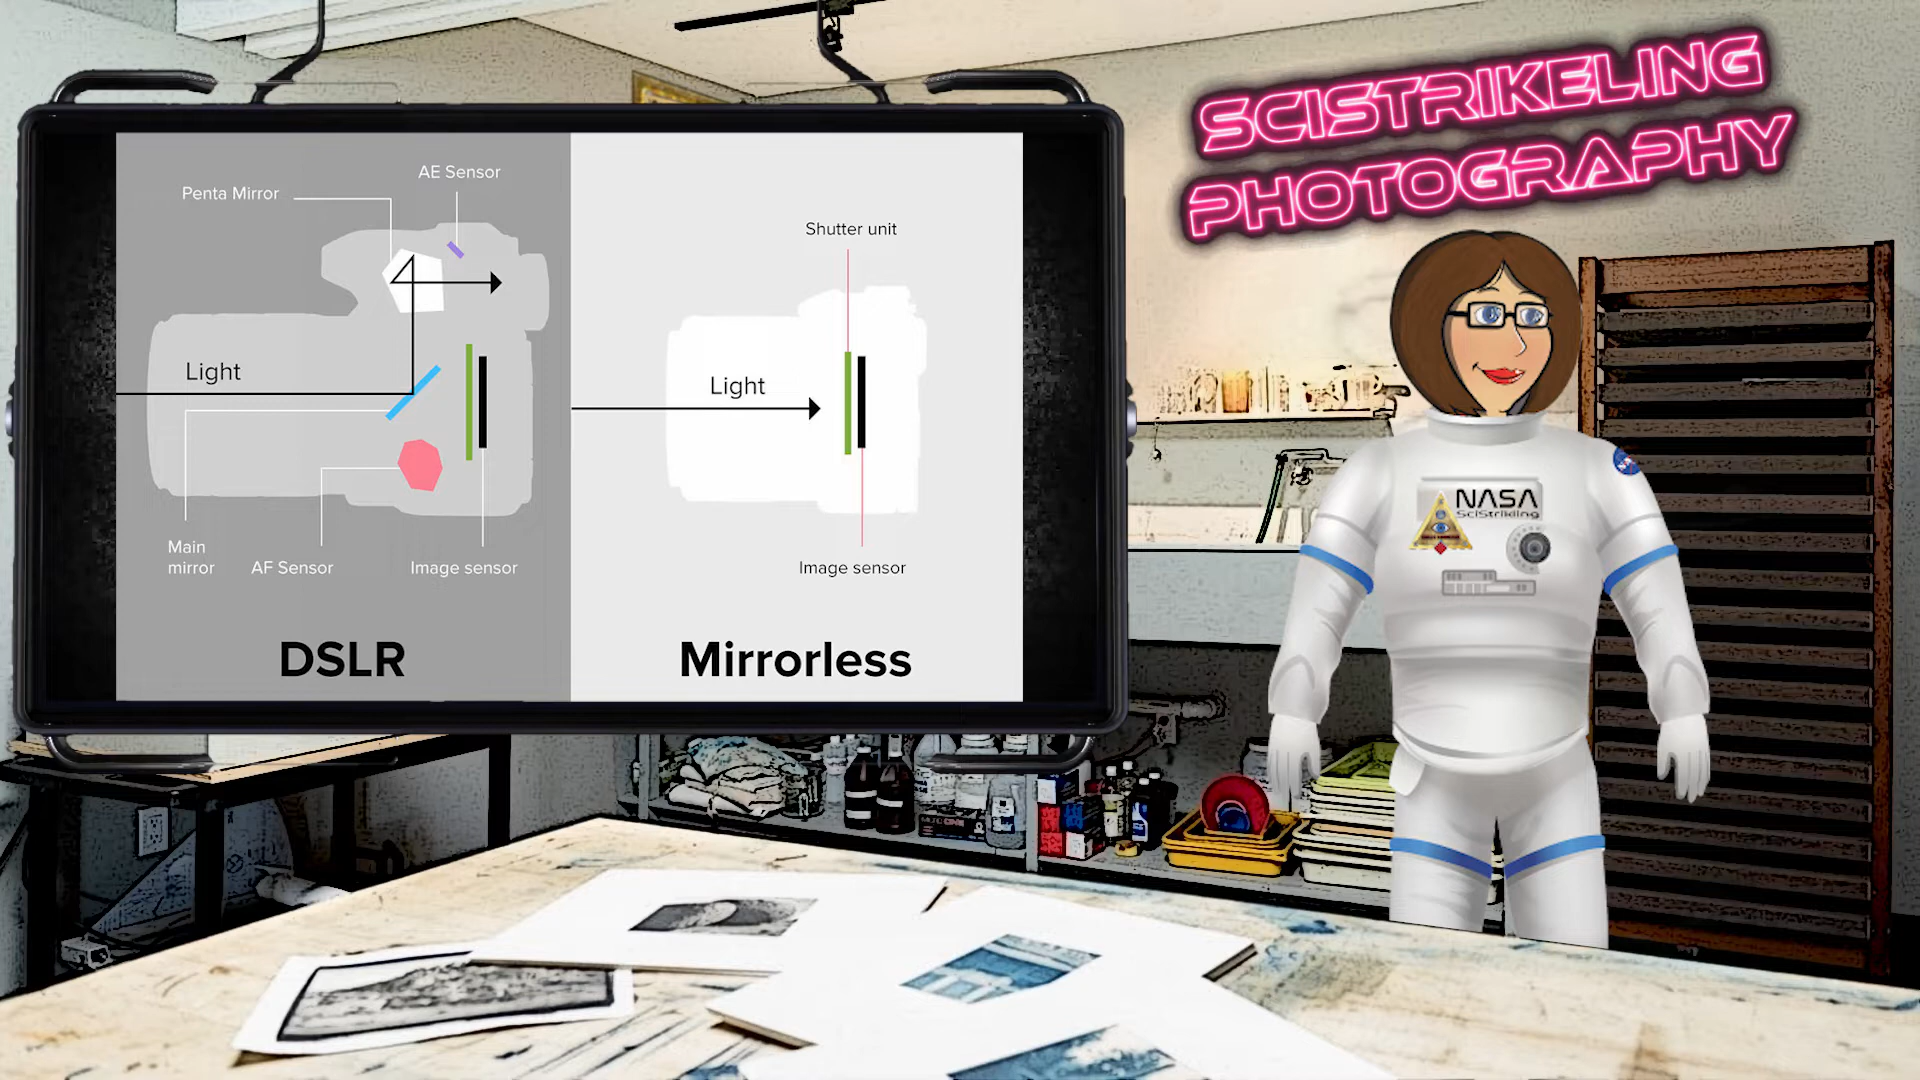 SCISTRIKELING
PHOTOGRAPHY
AE Sensor
Penta Mirror
Light
Main
mirror
AF Sensor
Image sensor
DSLR
Shutter unit
Light
Image sensor
Mirrorless
NASA
SciStrikling